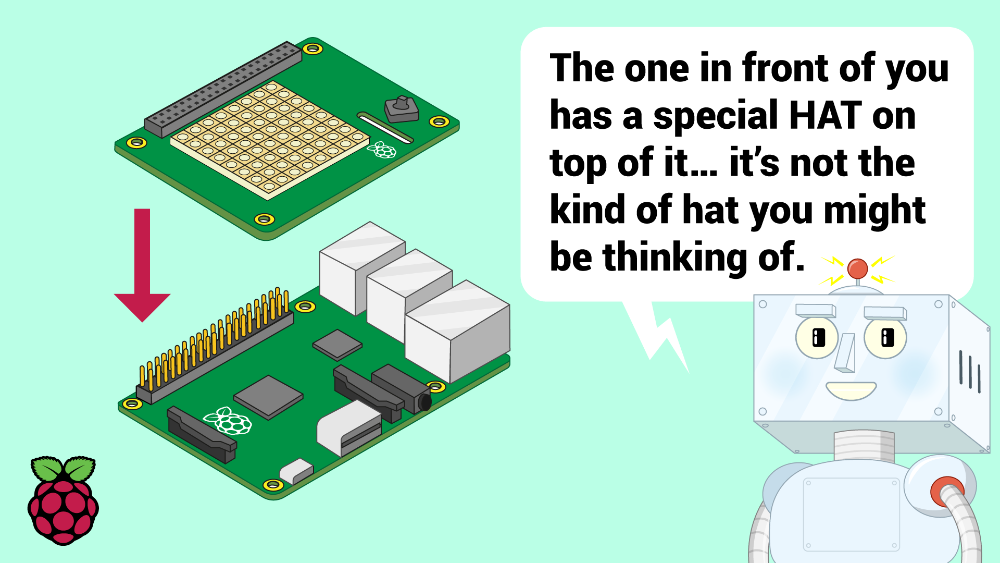 The one in front of you
has a special HAT on
top of it... it's not the
kind of hat you might
be thinking of.